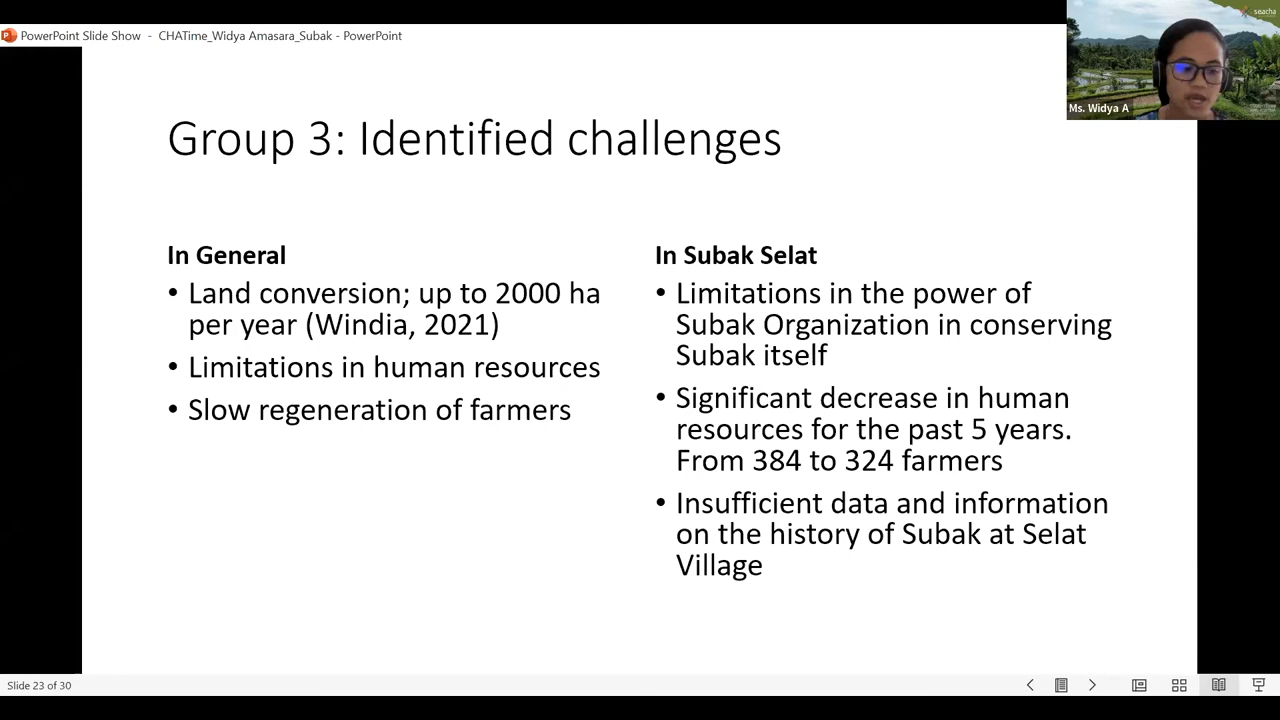 PowerPoint Slide Show - CHATime_Widya Amasara_Subak - PowerPoint
seacha
Ms. Widya A
Group 3: Identified challenges
In General
• Land conversion; up to 2000 ha
per year (Windia, 2021)
• Limitations in human resources
• Slow regeneration of farmers
In Subak Selat
• Limitations in the power of
Subak Organization in conserving
Subak itself
• Significant decrease in human
resources for the past 5 years.
From 384 to 324 farmers
• Insufficient data and information
on the history of Subak at Selat
Village
Slide 23 of 30